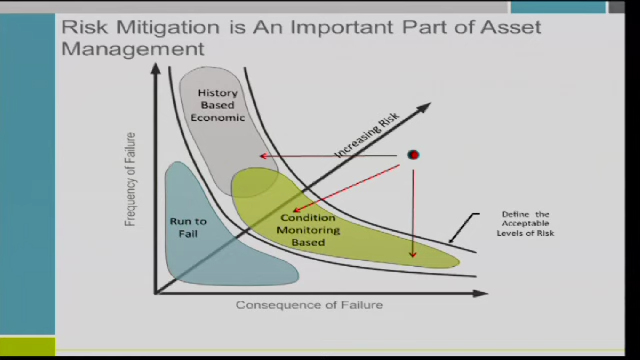 Risk Mitigation is An Important Part of Asset
Management
History
Based
Economic
Increasing Risk
Frequency of Failure
Run to
Fail
Condition
Monitoring
Based
Define the
Acceptable
Levels of Risk
Consequence of Failure